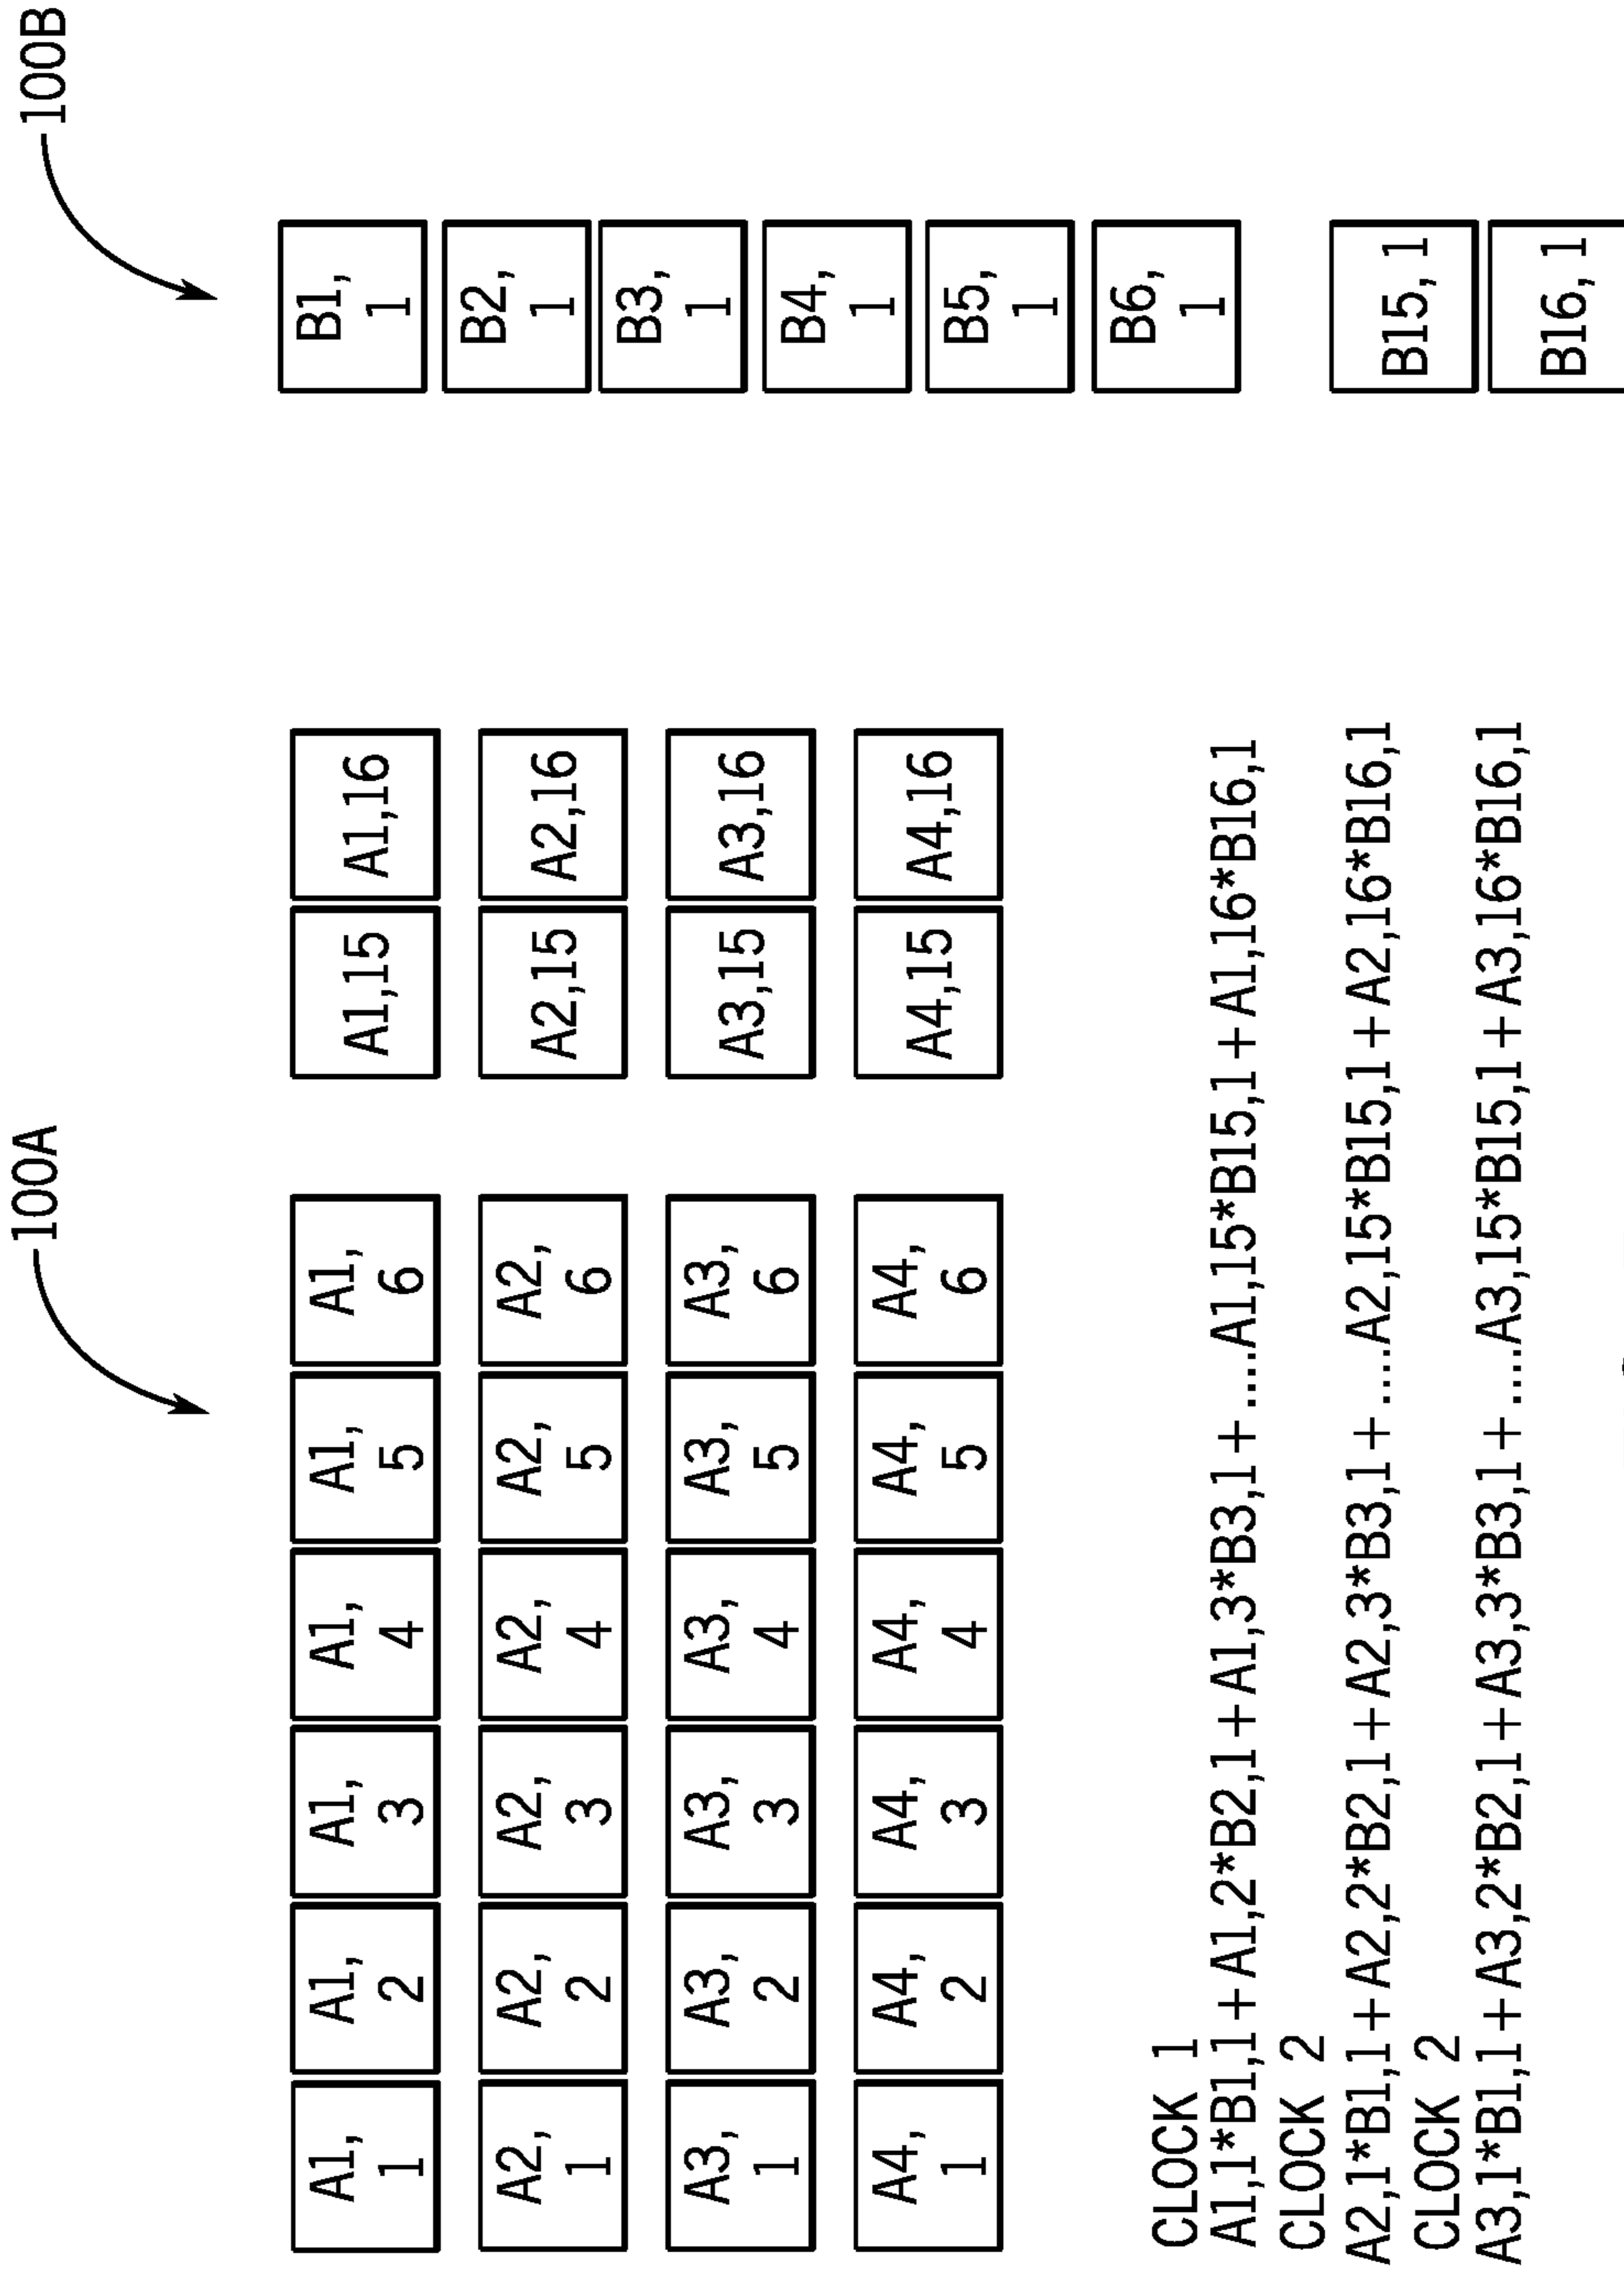 100A
100B
A1,
1
A1,
2
A1,
3
A1,
4
A1,
5
A1,
6
A1,15
A1,16
A2,
1
A2,
2
A2,
3
A2,
4
A2,
5
A2,
6
A2,15
A2,16
A3,
1
A3,
2
A3,
3
A3,
4
A3,
5
A3,
6
A3,15
A3,16
A4,
1
A4,
2
A4,
3
A4,
4
A4,
5
A4,
6
A4,15
A4,16
B1,
1
B2,
1
B3,
1
B4,
1
B5,
1
B6,
1
B15, 1
B16, 1
CLOCK 1
A1,1*B1,1+A1,2*B2,1+A1,3*B3,1+....A1,15*B15,1+A1,16*B16,1
CLOCK 2
A2,1*B1,1+A2,2*B2,1+A2,3*B3,1+....A2,15*B15,1+A2,16*B16,1
CLOCK 2
A3,1*B1,1+A3,2*B2,1+A3,3*B3,1+....A3,15*B15,1+A3,16*B16,1